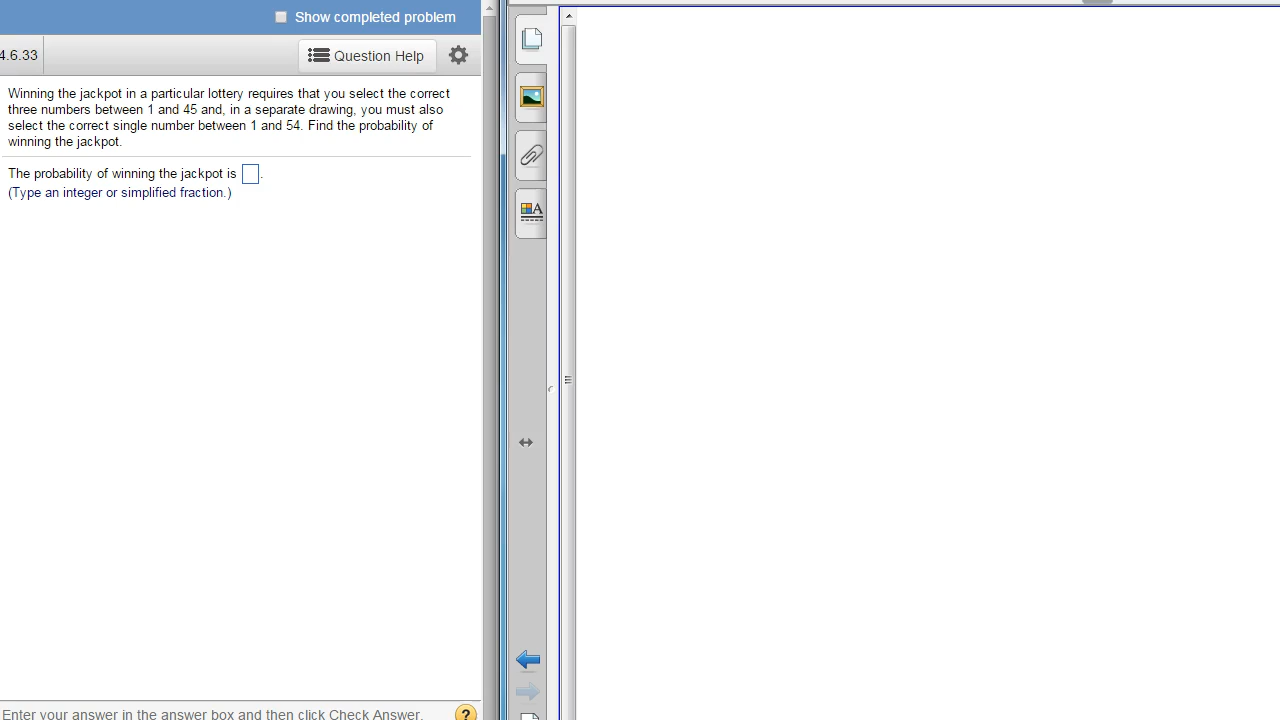 Show completed problem
4.6.33
Question Help
Winning the jackpot in a particular lottery requires that you select the correct
three numbers between 1 and 45 and, in a separate drawing, you must also
select the correct single number between 1 and 54. Find the probability of
winning the jackpot.
The probability of winning the jackpot is .
(Type an integer or simplified fraction.)
A
Enter your answer in the answer box and then click Check Answer.
?